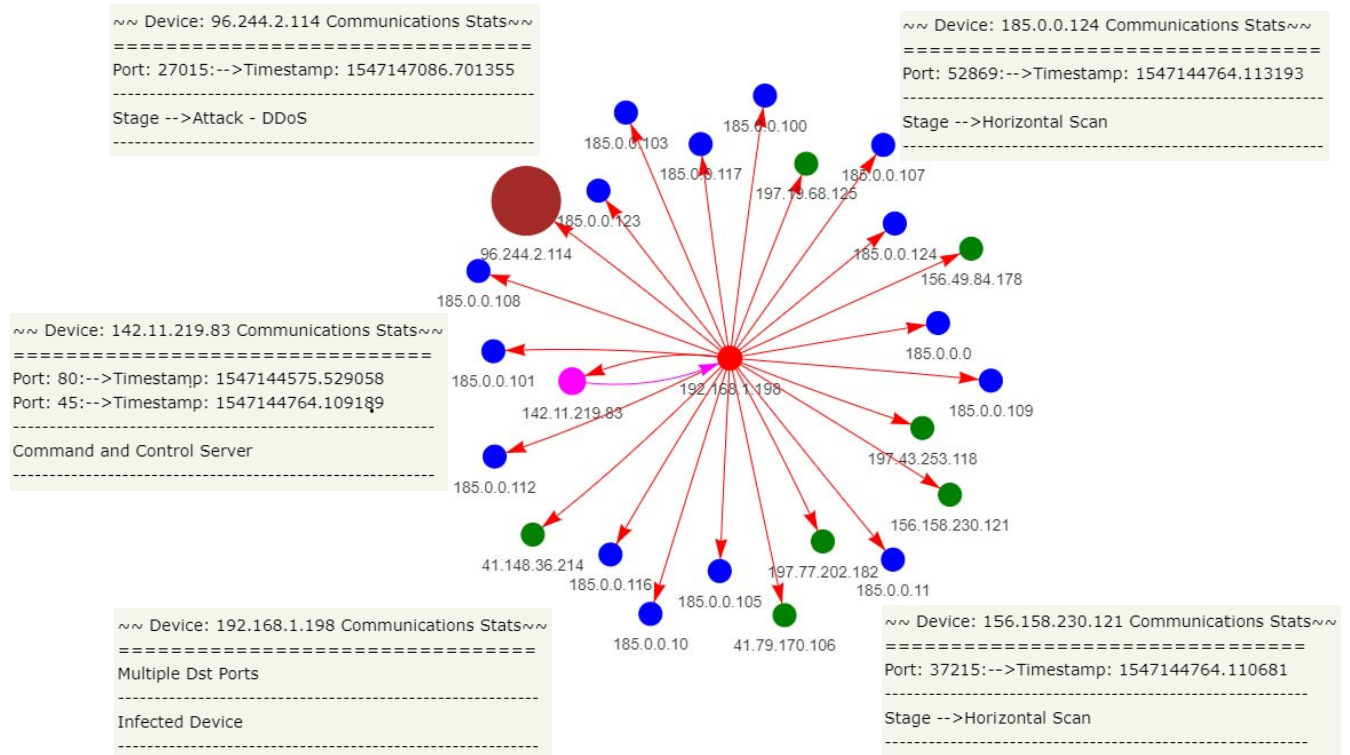 ~~ Device: 96.244.2.114 Communications Stats~~
================================
Port: 27015:-->Timestamp: 1547147086.701355
----------------------------------------------------------
Stage -->Attack - DDoS
----------------------------------------------------------
~~ Device: 185.0.0.124 Communications Stats~~
================================
Port: 52869:-->Timestamp: 1547144764.113193
----------------------------------------------------------
Stage -->Horizontal Scan
----------------------------------------------------------
185.0.0.103
185.0.0.100
185.0.0.117
197.19.68.125
185.0.0.107
185.0.0.123
96.244.2.114
185.0.0.124
156.49.84.178
185.0.0.108
~~ Device: 142.11.219.83 Communications Stats~~
================================
Port: 80:-->Timestamp: 1547144575.529058
Port: 45:-->Timestamp: 1547144764.109189
----------------------------------------------------------
Command and Control Server
----------------------------------------------------------
185.0.0.0
185.0.0.101
192.168.1.198
142.11.219.83
185.0.0.109
197.43.253.118
185.0.0.112
156.158.230.121
41.148.36.214
185.0.0.116
197.77.202.182
185.0.0.11
185.0.0.105
185.0.0.10
41.79.170.106
~~ Device: 192.168.1.198 Communications Stats~~
================================
Multiple Dst Ports
----------------------------------------------------------
Infected Device
----------------------------------------------------------
~~ Device: 156.158.230.121 Communications Stats~~
================================
Port: 37215:-->Timestamp: 1547144764.110681
----------------------------------------------------------
Stage -->Horizontal Scan
----------------------------------------------------------